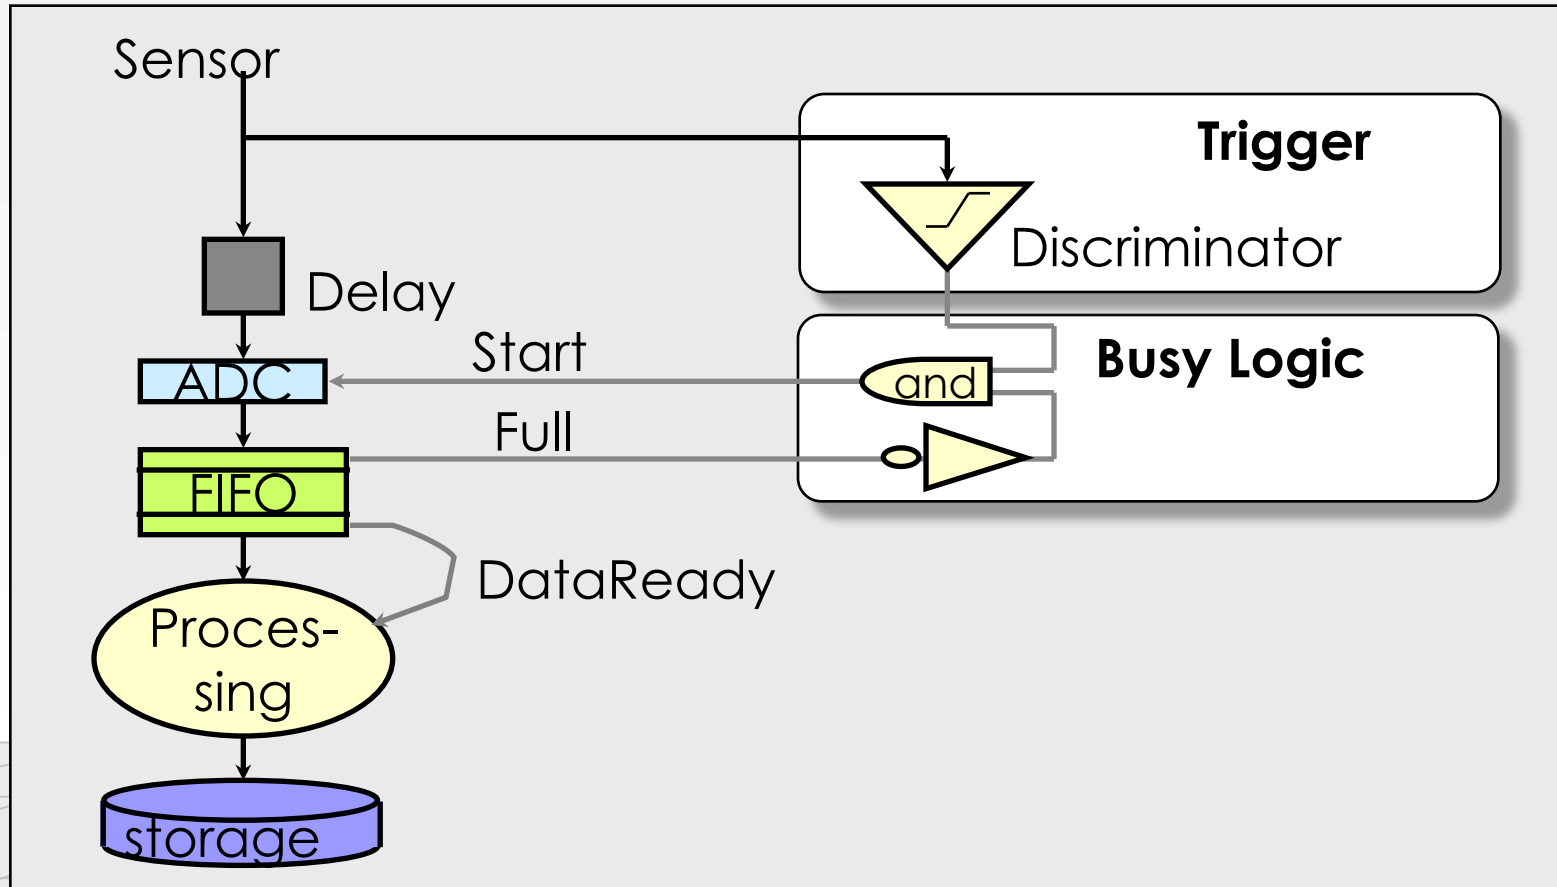 Sensor
Trigger
Discriminator
Delay
Start
Busy Logic
ADC
and
Full
FIFO
DataReady
Proces-
sing
storage